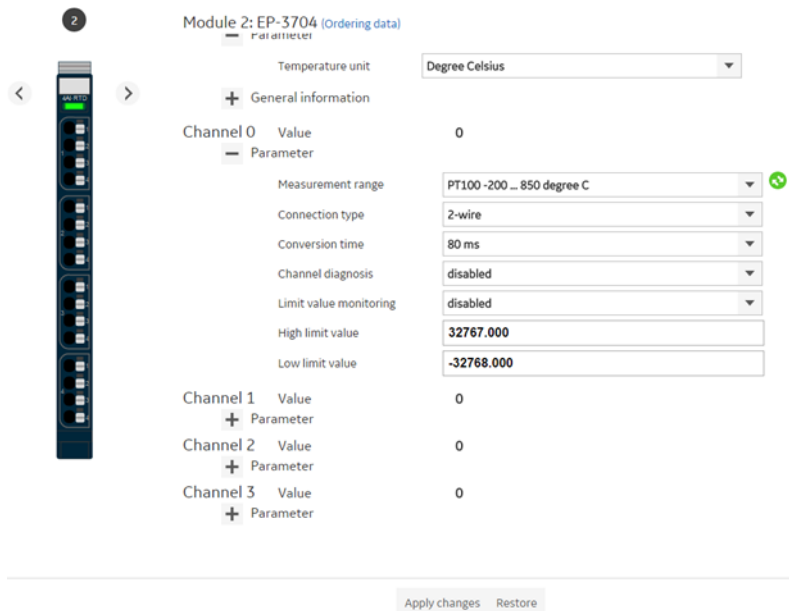 2
Module 2: EP-3704 (Ordering data)
Parameter
Temperature unit Degree Celsius
General information
Channel 0 Value 0
Parameter
Measurement range PT100 -200 ... 850 degree C
Connection type 2-wire
Conversion time 80 ms
Channel diagnosis disabled
Limit value monitoring disabled
High limit value 32767.000
Low limit value -32768.000
Channel 1 Value 0
Parameter
Channel 2 Value 0
Parameter
Channel 3 Value 0
Parameter
Apply changes Restore
4AI-RTD